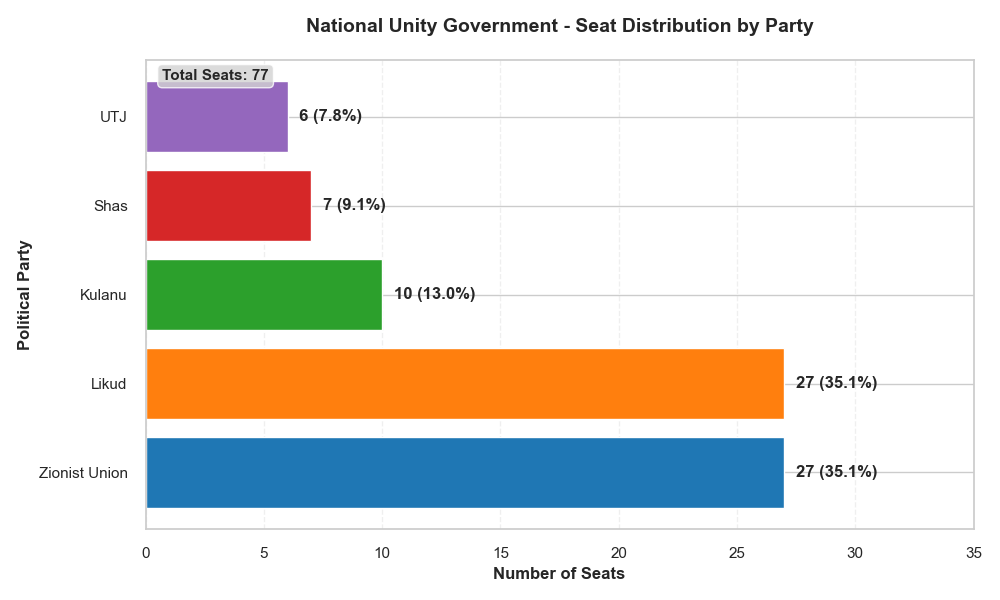 National Unity Government - Seat Distribution by Party
Total Seats: 77
UTJ
6 (7.8%)
Shas
7 (9.1%)
Kulanu
10 (13.0%)
Likud
27 (35.1%)
Zionist Union
27 (35.1%)
Political Party
0 5 10 15 20 25 30 35
Number of Seats